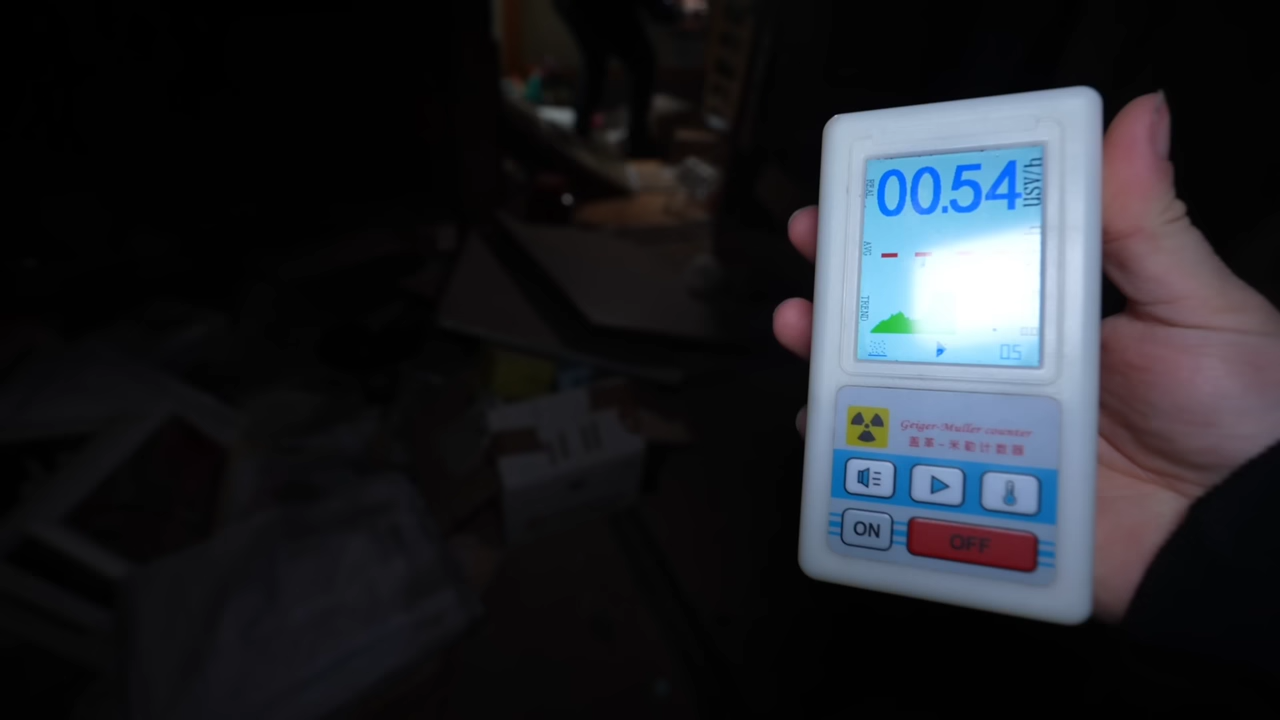 REAL
00.54
uSV/h
AVG
TREND
05
Geiger-Muller counter
盖革-米勒计数器
ON
OFF